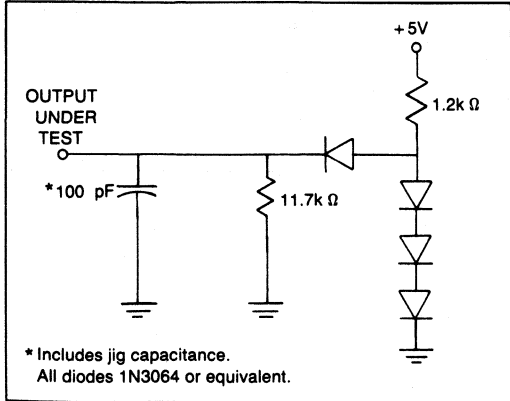 +5V
1.2k Ω
OUTPUT
UNDER
TEST
*100 pF
11.7k Ω
* Includes jig capacitance.
All diodes 1N3064 or equivalent.